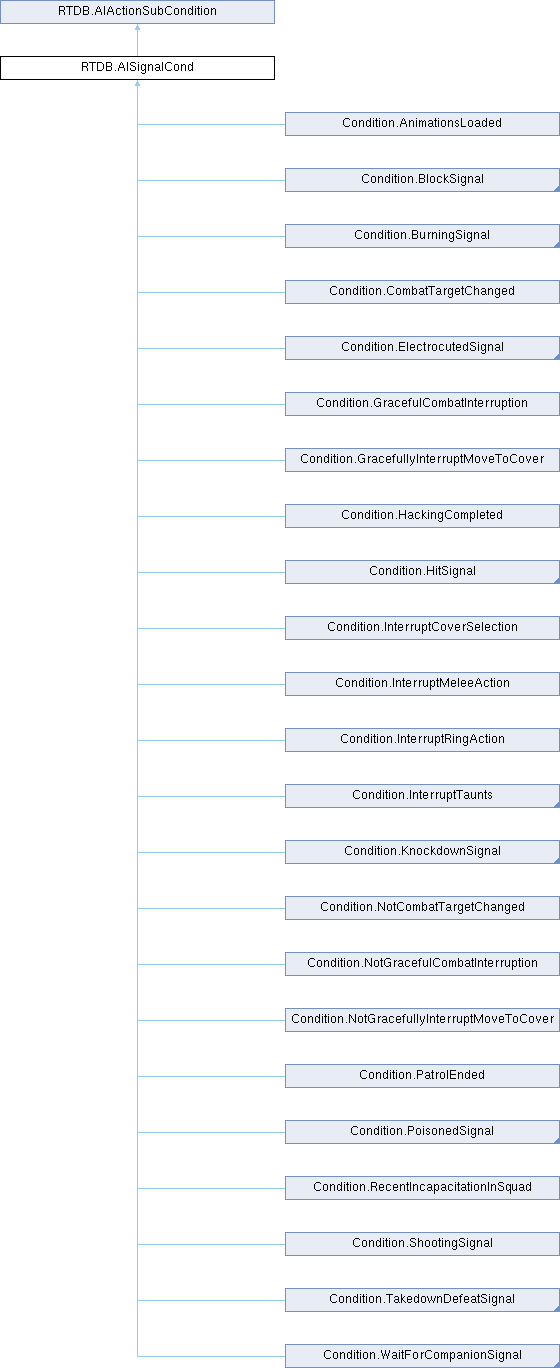 RTDB.AIActionSubCondition
RTDB.AISignalCond
Condition.AnimationsLoaded
Condition.BlockSignal
Condition.BurningSignal
Condition.CombatTargetChanged
Condition.ElectrocutedSignal
Condition.GracefulCombatInterruption
Condition.GracefullyInterruptMoveToCover
Condition.HackingCompleted
Condition.HitSignal
Condition.InterruptCoverSelection
Condition.InterruptMeleeAction
Condition.InterruptRingAction
Condition.InterruptTaunts
Condition.KnockdownSignal
Condition.NotCombatTargetChanged
Condition.NotGracefulCombatInterruption
Condition.NotGracefullyInterruptMoveToCover
Condition.PatrolEnded
Condition.PoisonedSignal
Condition.RecentIncapacitationInSquad
Condition.ShootingSignal
Condition.TakedownDefeatSignal
Condition.WaitForCompanionSignal